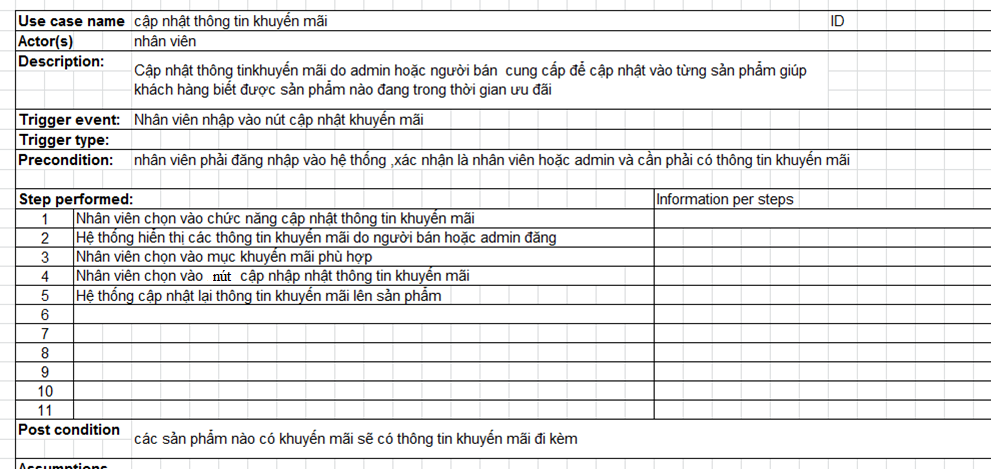 Use case name cập nhật thông tin khuyến mãi ID
Actor(s) nhân viên
Description:
Cập nhật thông tinkhuyến mãi do admin hoặc người bán cung cấp để cập nhật vào từng sản phẩm giúp
khách hàng biết được sản phẩm nào đang trong thời gian ưu đãi
Trigger event: Nhân viên nhập vào nút cập nhật khuyến mãi
Trigger type:
Precondition: nhân viên phải đăng nhập vào hệ thống ,xác nhận là nhân viên hoặc admin và cần phải có thông tin khuyến mãi
Step performed: Information per steps
1 Nhân viên chọn vào chức năng cập nhật thông tin khuyến mãi
2 Hệ thống hiển thị các thông tin khuyến mãi do người bán hoặc admin đăng
3 Nhân viên chọn vào mục khuyến mãi phù hợp
4 Nhân viên chọn vào nút cập nhập nhật thông tin khuyến mãi
5 Hệ thống cập nhật lại thông tin khuyến mãi lên sản phẩm
6
7
8
9
10
11
Post condition
các sản phẩm nào có khuyến mãi sẽ có thông tin khuyến mãi đi kèm
Assumptions